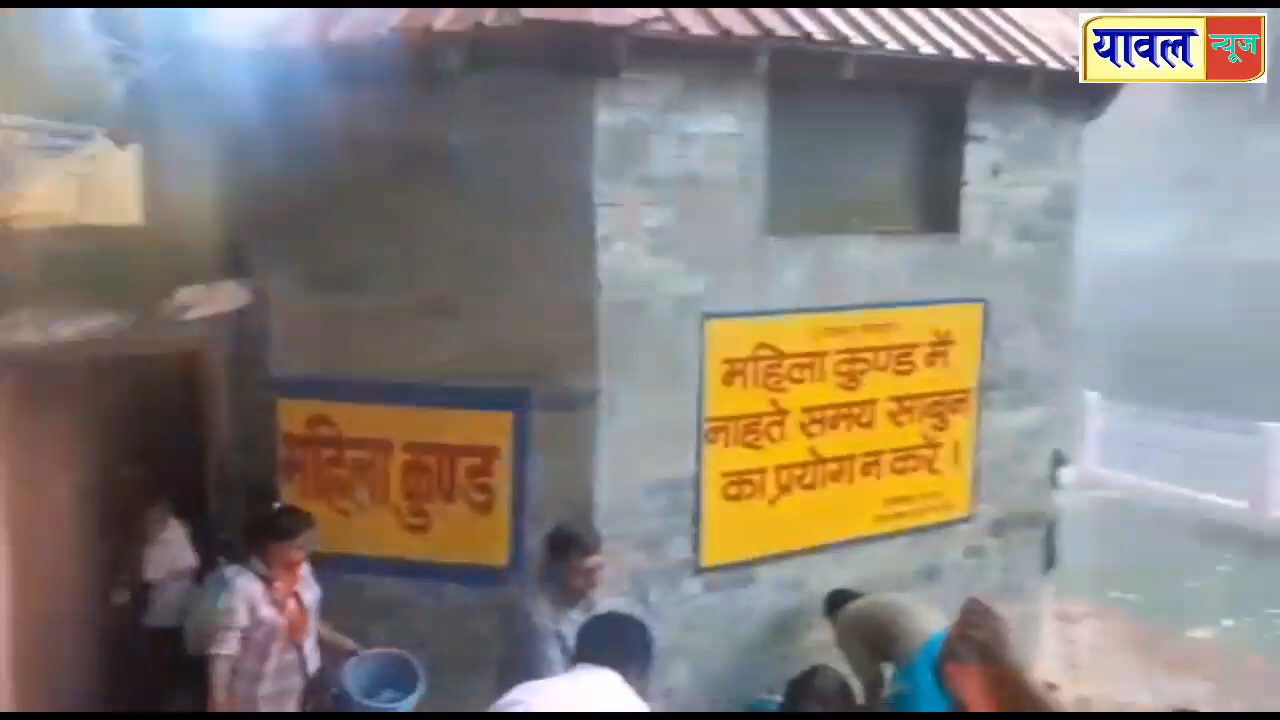 यावल न्यूज
महिला कुण्ड में
नाहते समय साबुन
का प्रयोग न करें ।
महिला कुण्ड